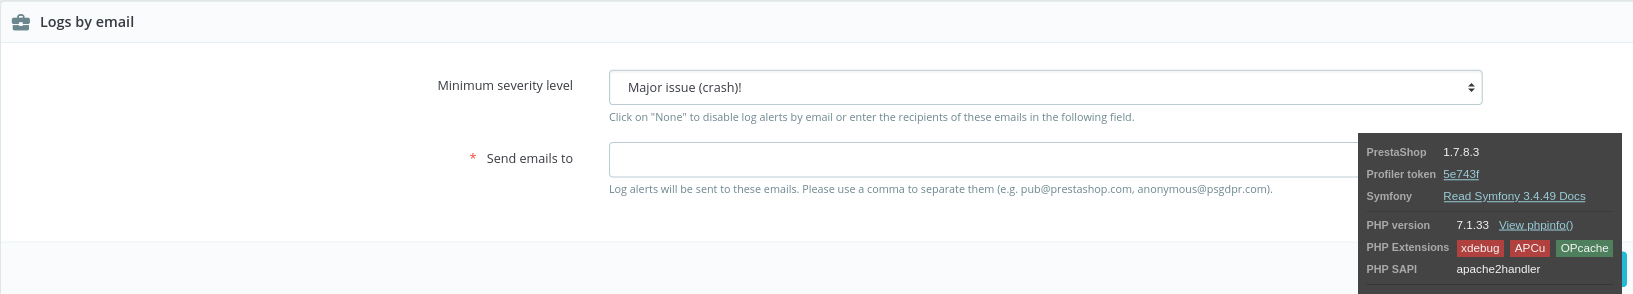 Logs by email
Minimum severity level
Major issue (crash)!
Click on "None" to disable log alerts by email or enter the recipients of these emails in the following field.
* Send emails to
Log alerts will be sent to these emails. Please use a comma to separate them (e.g. pub@prestashop.com, anonymous@psgdpr.com).
PrestaShop 1.7.8.3
Profiler token 5e743f
Symfony Read Symfony 3.4.49 Docs
PHP version 7.1.33 View phpinfo()
PHP Extensions xdebug APCu OPcache
PHP SAPI apache2handler